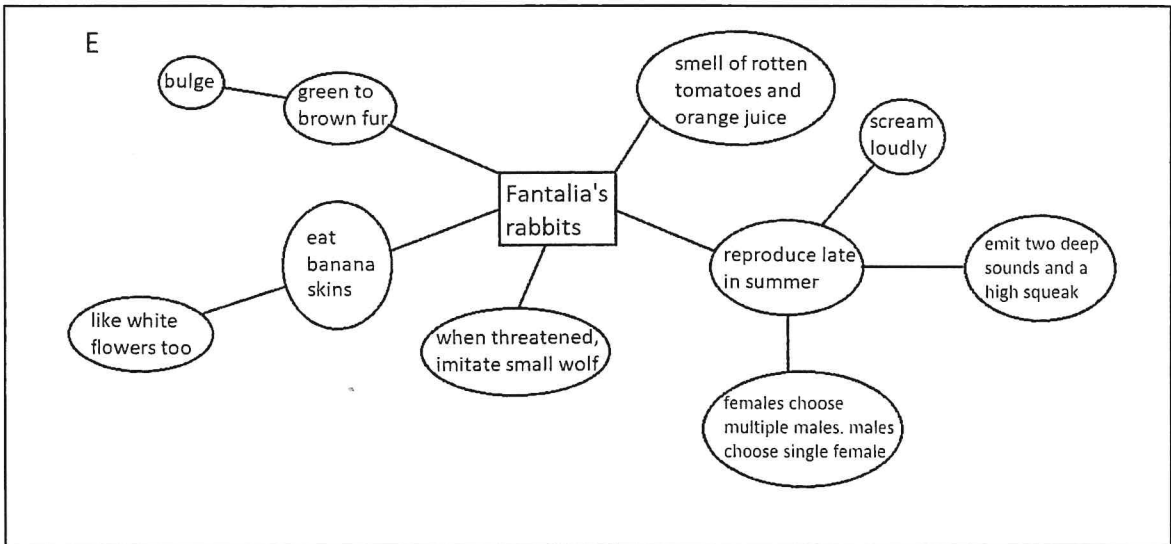 E
bulge
green to
brown fur
smell of rotten
tomatoes and
orange juice
scream
loudly
Fantalia's
rabbits
eat
banana
skins
reproduce late
in summer
emit two deep
sounds and a
high squeak
like white
flowers too
when threatened,
imitate small wolf
females choose
multiple males. males
choose single female